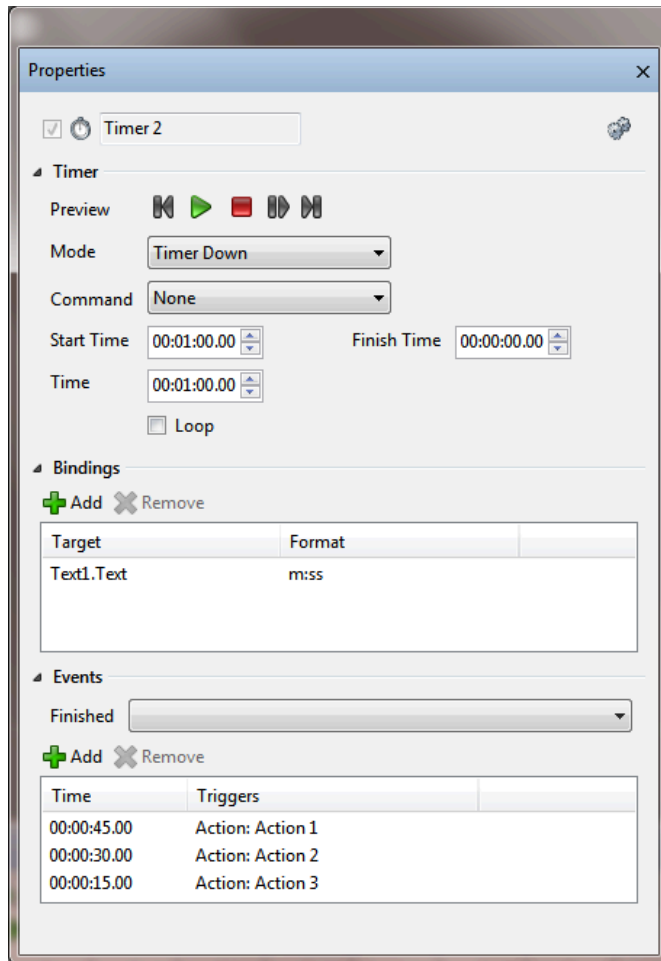 Properties
Timer 2
Timer
Preview
Mode Timer Down
Command None
Start Time 00:01:00.00 Finish Time 00:00:00.00
Time 00:01:00.00
Loop
Bindings
Add Remove
Target Format
Text1.Text m:ss
Events
Finished
Add Remove
Time Triggers
00:00:45.00 Action: Action 1
00:00:30.00 Action: Action 2
00:00:15.00 Action: Action 3